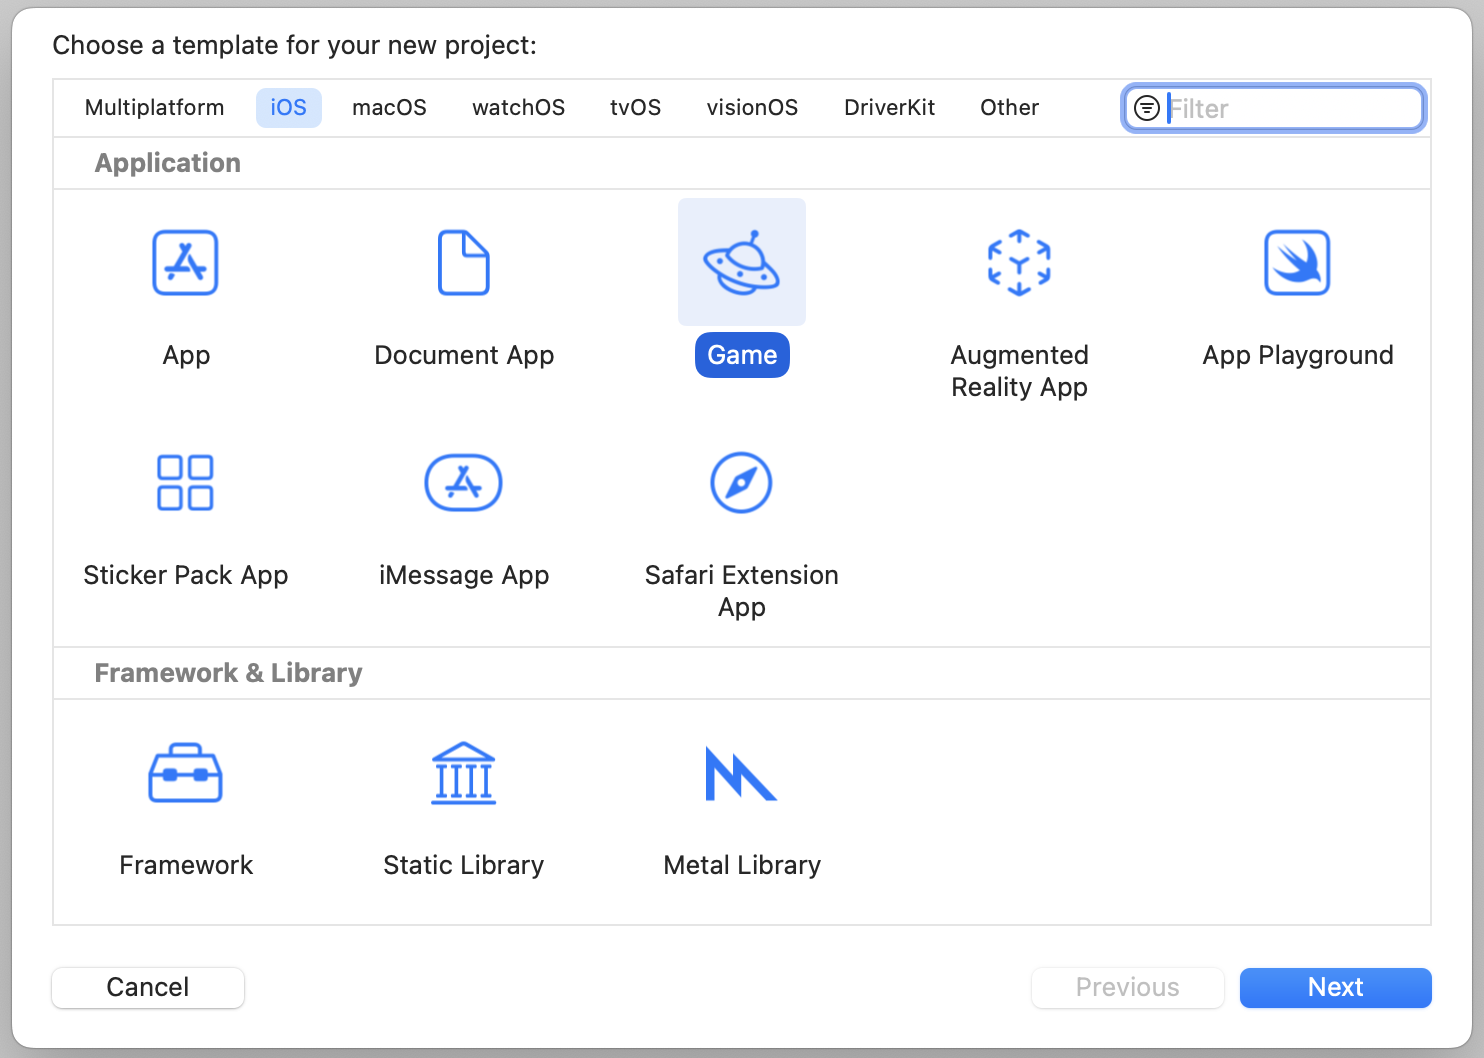 Choose a template for your new project:
Multiplatform iOS macOS watchOS tvOS visionOS DriverKit Other Filter
Application
App Document App Game Augmented Reality App App Playground
Sticker Pack App iMessage App Safari Extension App
Framework & Library
Framework Static Library Metal Library
Cancel Previous Next